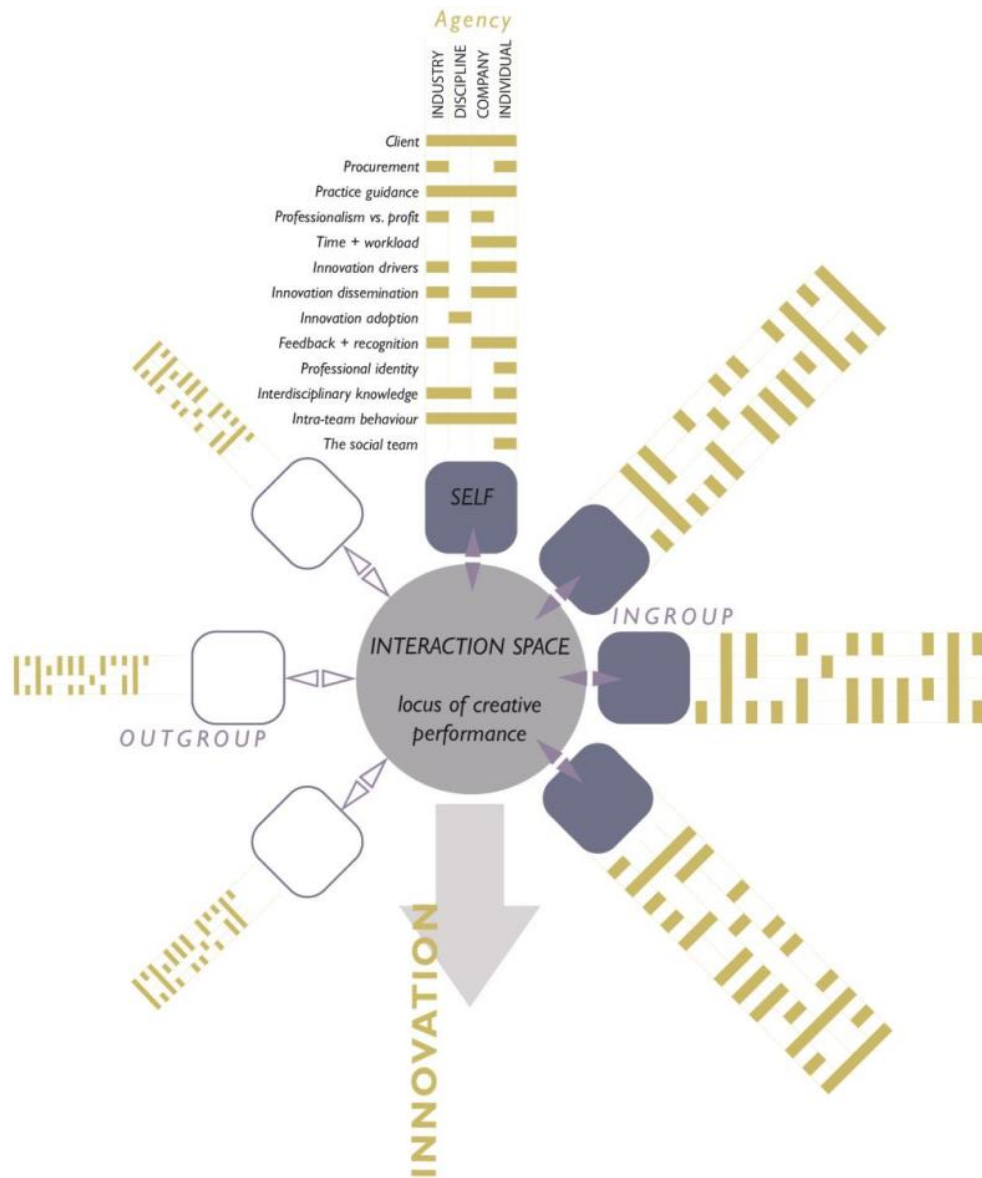 Agency
INDUSTRY
DISCIPLINE
COMPANY
INDIVIDUAL
Client
Procurement
Practice guidance
Professionalism vs. profit
Time + workload
Innovation drivers
Innovation dissemination
Innovation adoption
Feedback + recognition
Professional identity
Interdisciplinary knowledge
Intra-team behaviour
The social team
SELF
INGROUP
INTERACTION SPACE
locus of creative
performance
OUTGROUP
INNOVATION